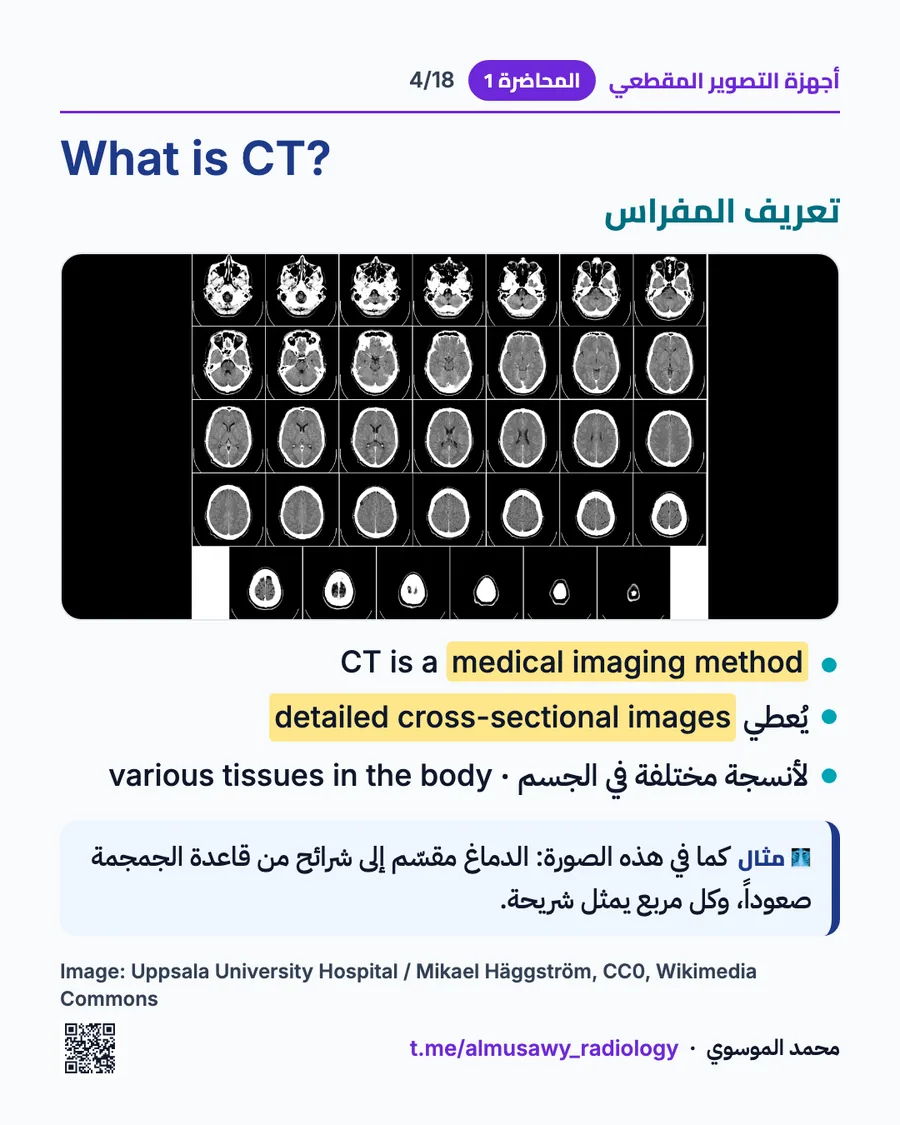 أجهزة التصوير المقطعي المحاضرة 1 4/18
What is CT?
تعريف المفراس
CT is a medical imaging method
يُعطي detailed cross-sectional images
لأنسجة مختلفة في الجسم · various tissues in the body
مثال كما في هذه الصورة: الدماغ مقسّم إلى شرائح من قاعدة الجمجمة
صعوداً، وكل مربع يمثل شريحة.
Image: Uppsala University Hospital / Mikael Häggström, CC0, Wikimedia
Commons
محمد الموسوي · t.me/almusawy_radiology